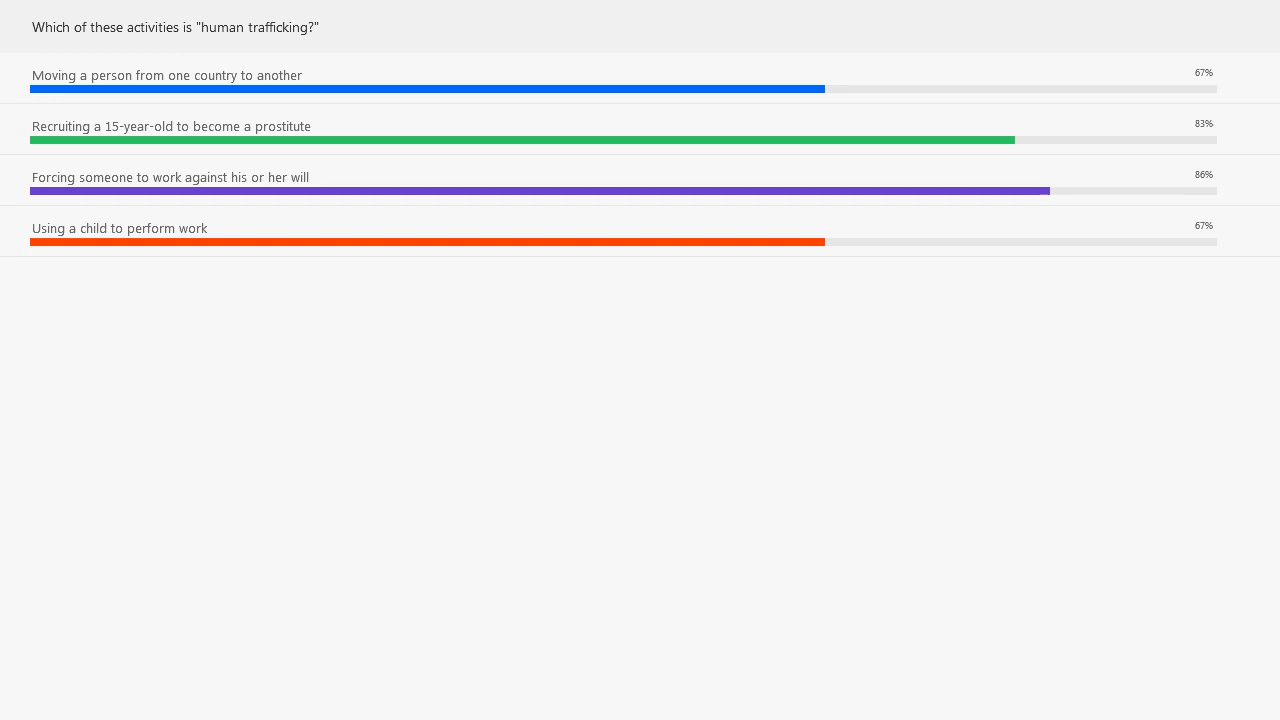 Which of these activities is "human trafficking?"
Moving a person from one country to another
67%
Recruiting a 15-year-old to become a prostitute
83%
Forcing someone to work against his or her will
86%
Using a child to perform work
67%